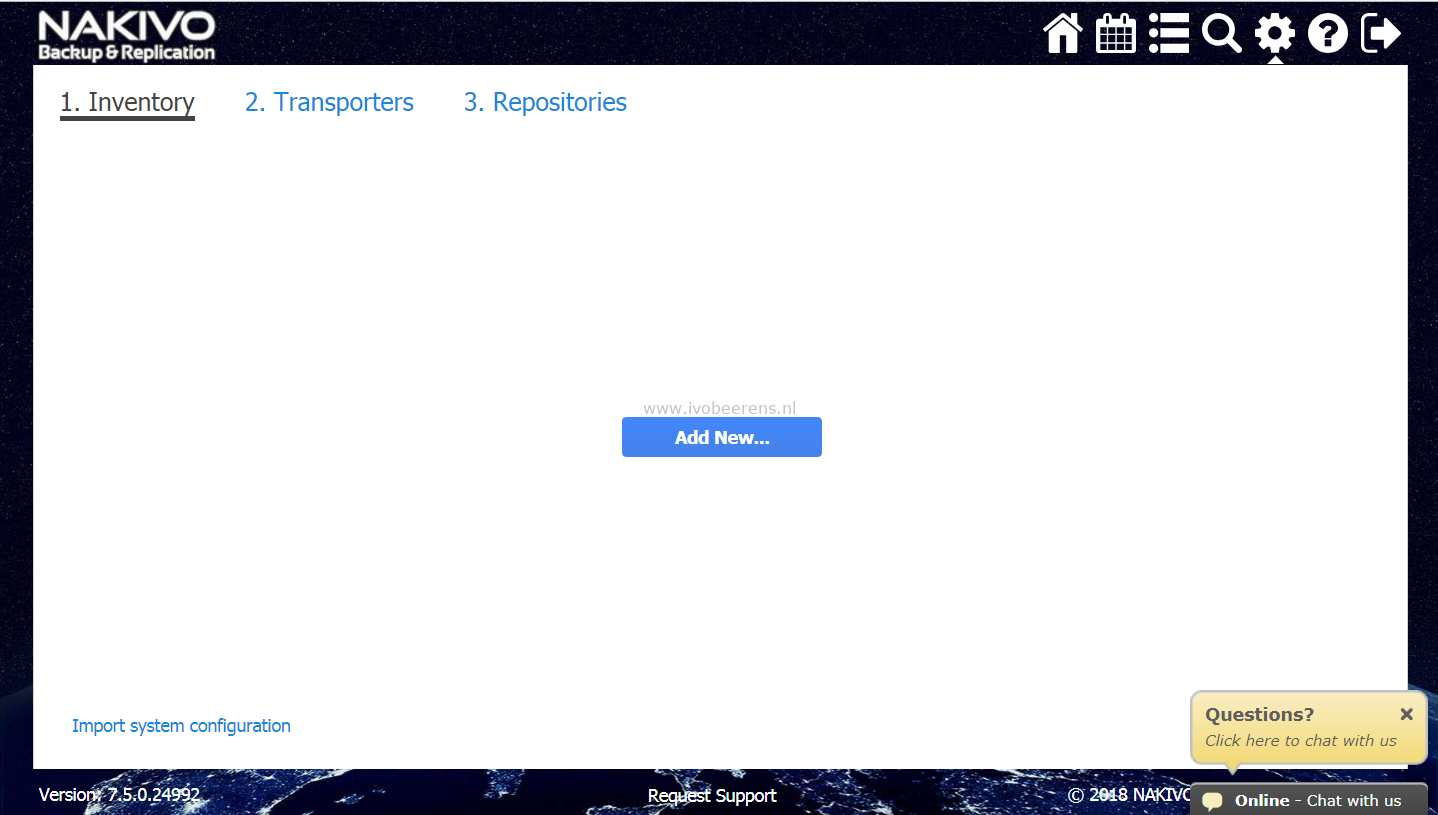 NAKIVO
Backup & Replication
1. Inventory
2. Transporters
3. Repositories
www.ivobeerens.nl
Add New...
Import system configuration
Questions?
Click here to chat with us
Version: 7.5.0.24992
Request Support
© 2018 NAKIVO
Online - Chat with us